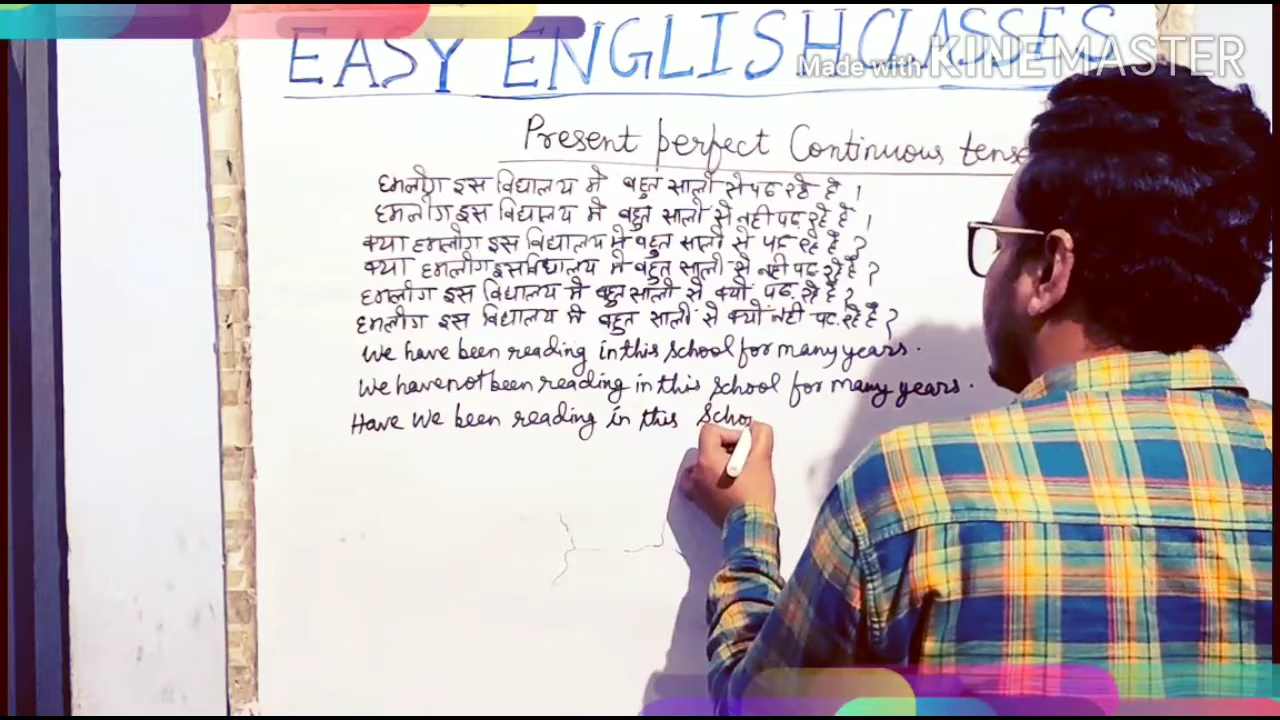 EASY ENGLISH CLASSES
Made with KINEMASTER
Present perfect Continuous tense
हमलोग इस विद्यालय मे बहुत सालो से पढ रहे है ।
हमलोग इस विद्यालय मे बहुत सालो से नही पढ़ रहे है ।
क्या हमलोग इस विद्यालय मे बहुत सालो से पढ़ रहे है ?
क्या हमलोग इस विद्यालय मे बहुत सालो से नही पढ़ रहे है ?
हमलोग इस विद्यालय मे बहुत सालो से क्यों पढ़ रहे है ?
हमलोग इस विद्यालय मे बहुत सालो से क्यों नही पढ़ रहे है ?
We have been reading in this school for many years.
We have not been reading in this school for many years.
Have We been reading in this Scho